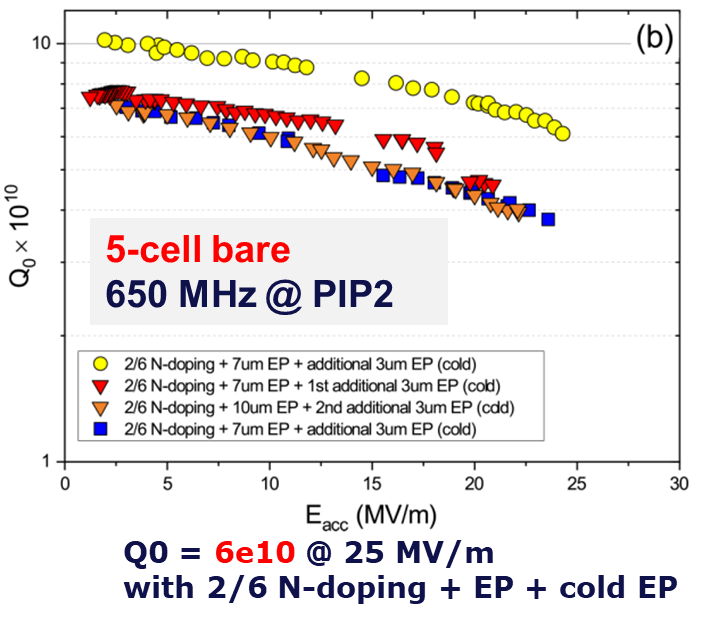 (b)
10
Q₀ × 10¹⁰
5-cell bare
650 MHz @ PIP2
2/6 N-doping + 7um EP + additional 3um EP (cold)
2/6 N-doping + 7um EP + 1st additional 3um EP (cold)
2/6 N-doping + 10um EP + 2nd additional 3um EP (cold)
2/6 N-doping + 7um EP + additional 3um EP (cold)
1
0 5 10 15 20 25 30
Eacc (MV/m)
Q0 = 6e10 @ 25 MV/m
with 2/6 N-doping + EP + cold EP